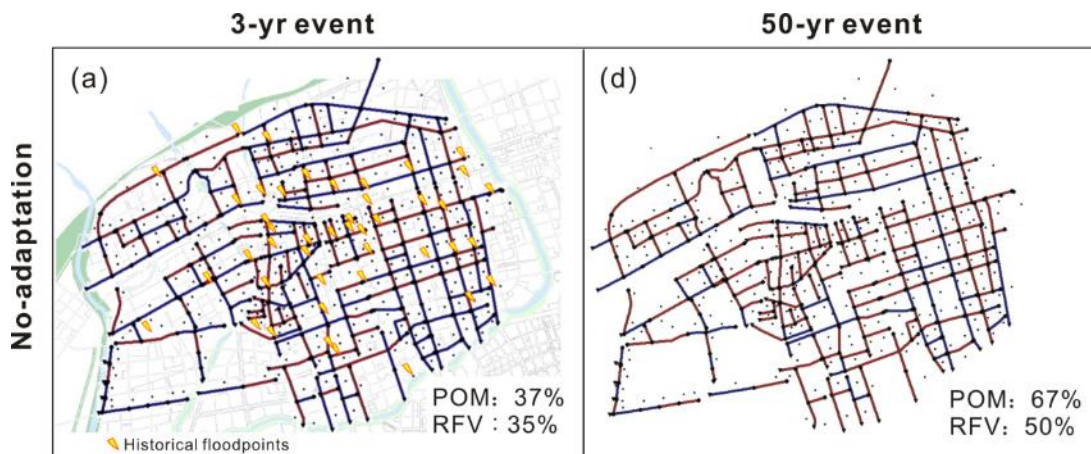 3-yr event
50-yr event
No-adaptation
(a)
POM: 37%
RFV：35%
Historical floodpoints
(d)
POM: 67%
RFV: 50%